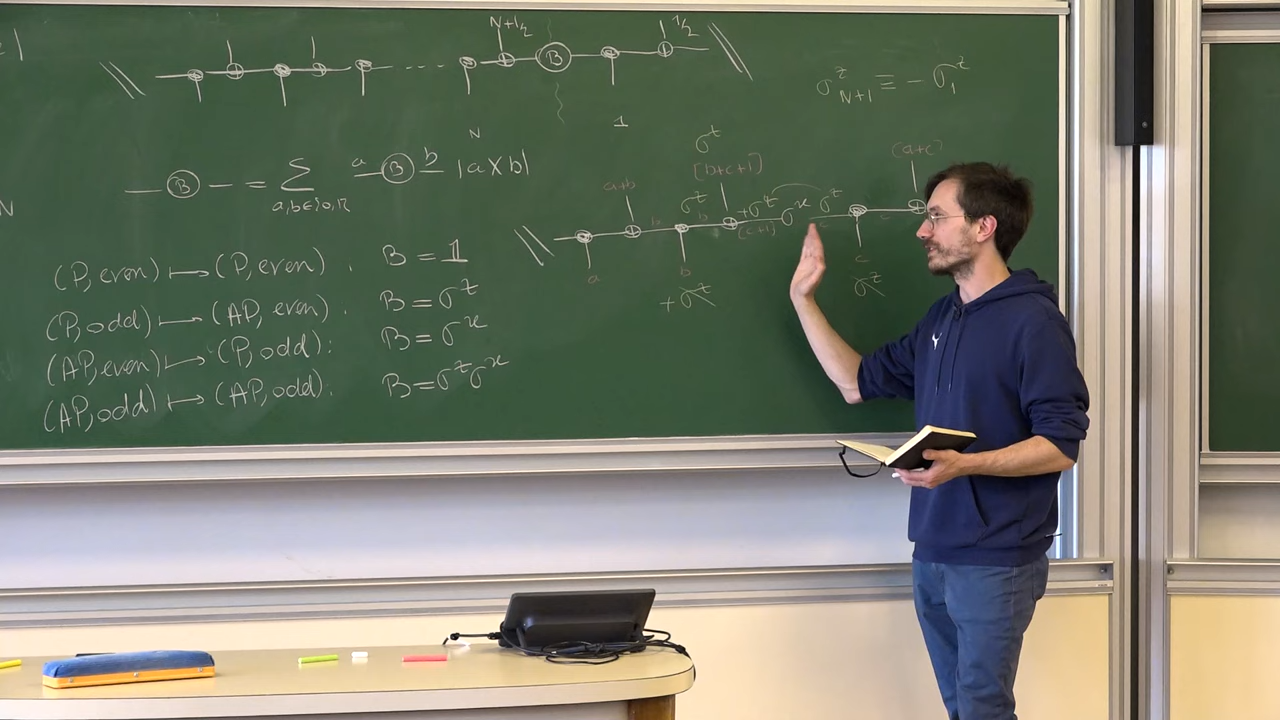 N+1/2
B
1/2
σ^z_{N+1} ≡ - σ^z_1
N
1
B = Σ_{a,b∈{0,1}} a B b |a⟩⟨b|
σ^z
[b+c+1]
[a+c]
a+b
σ^z
b
b
+σ^z
[c+1]
σ^x
σ^z
c
c
a
b
c
+σ^z
σ^z
N
(P,even) ↦ (P,even). B = 𝟙
(P,odd) ↦ (AP,even). B = σ^z
(AP,even) ↦ (P,odd): B = σ^x
(AP,odd) ↦ (AP,odd). B = σ^z σ^x